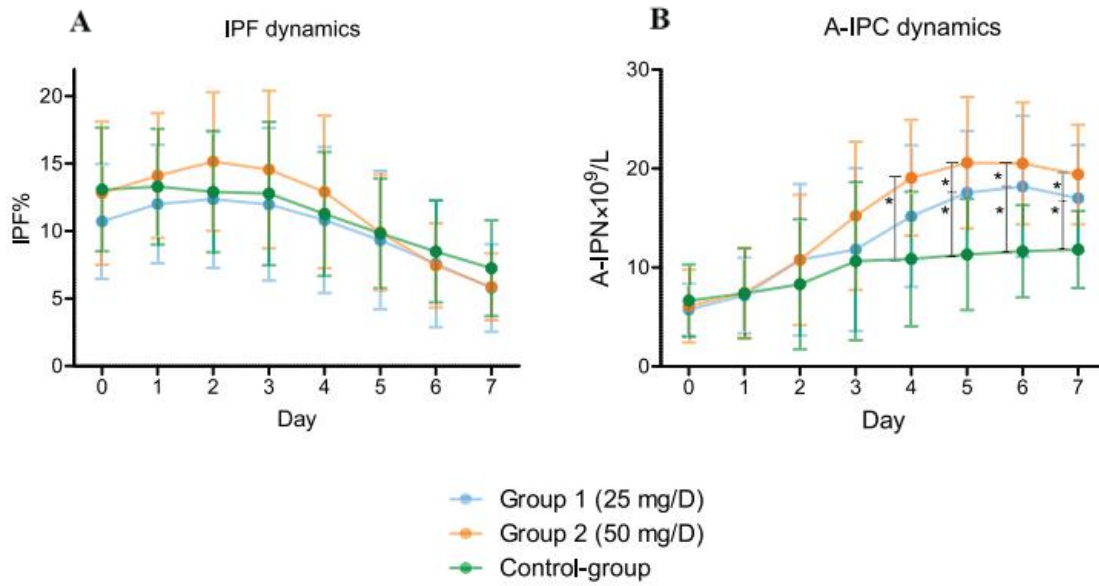 A
IPF dynamics
IPF%
20
15
10
5
0
0 1 2 3 4 5 6 7
Day
B
A-IPC dynamics
A-IPN×10⁹/L
30
20
10
0
* * * * * * *
0 1 2 3 4 5 6 7
Day
Group 1 (25 mg/D)
Group 2 (50 mg/D)
Control-group